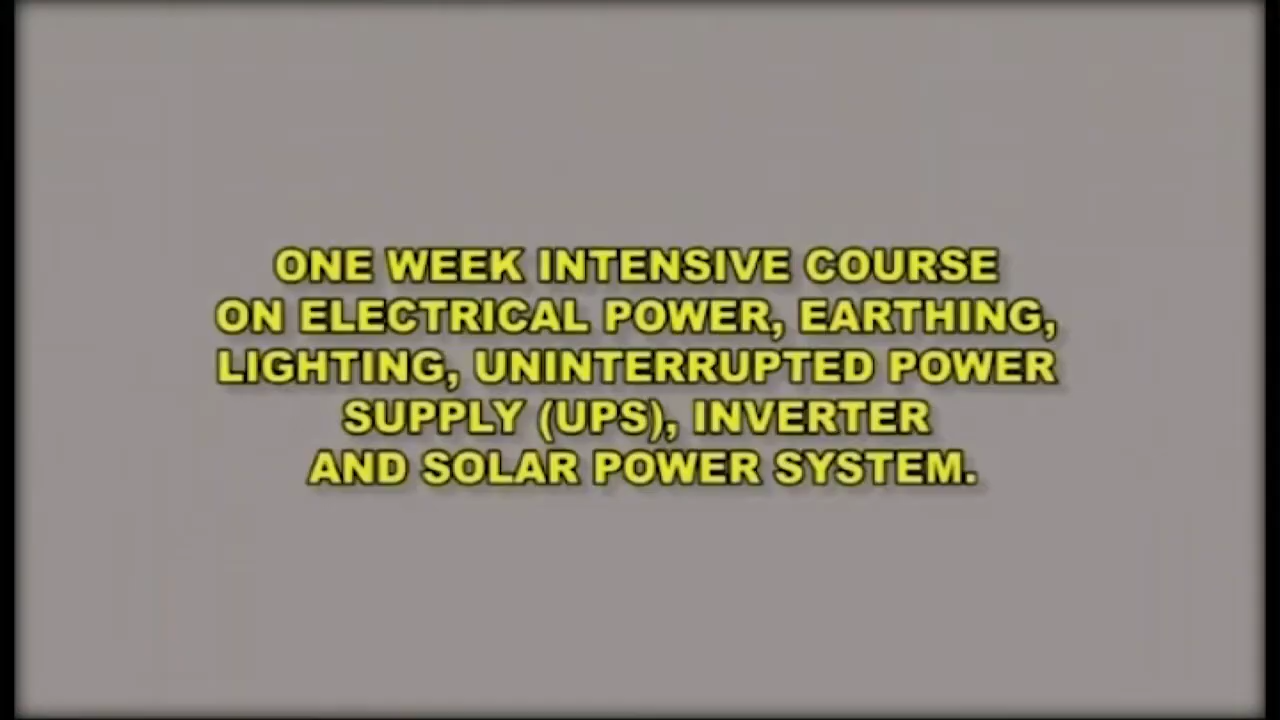 ONE WEEK INTENSIVE COURSE
ON ELECTRICAL POWER, EARTHING,
LIGHTING, UNINTERRUPTED POWER
SUPPLY (UPS), INVERTER
AND SOLAR POWER SYSTEM.